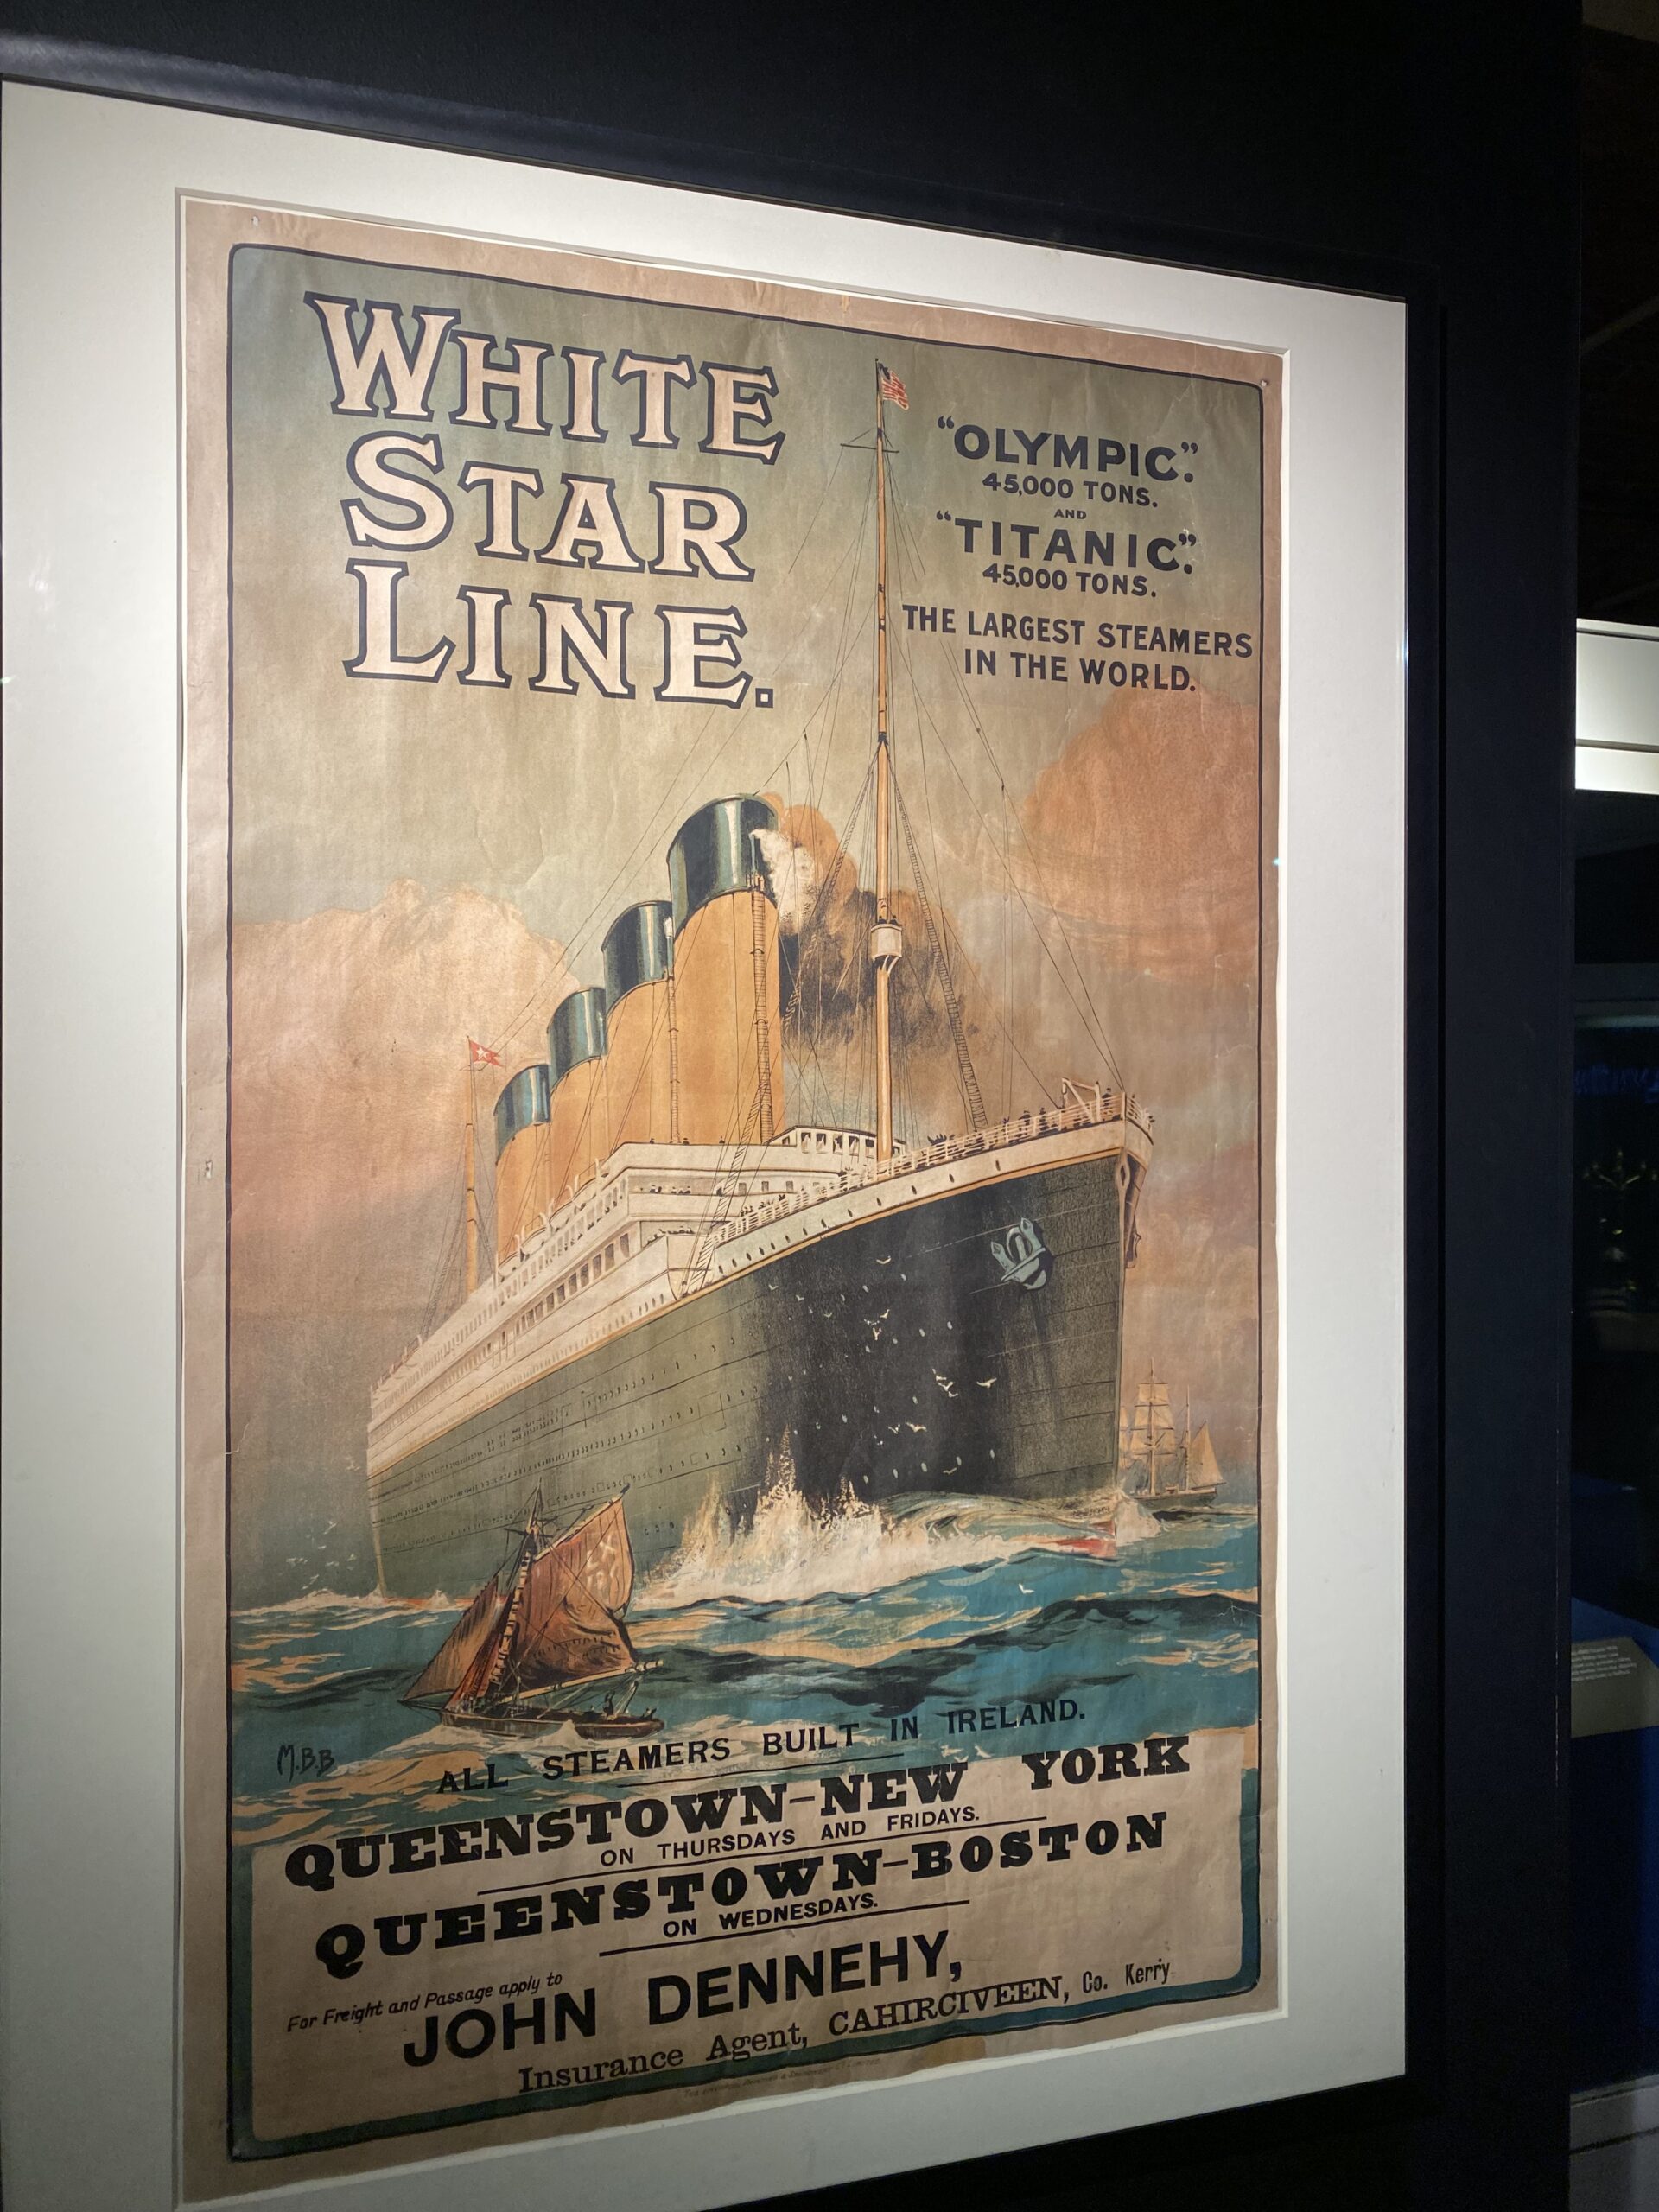 WHITE
STAR
LINE.
"OLYMPIC."
45,000 TONS.
AND
"TITANIC."
45,000 TONS.
THE LARGEST STEAMERS
IN THE WORLD.
M.B.B
ALL STEAMERS BUILT IN IRELAND.
QUEENSTOWN-NEW YORK
ON THURSDAYS AND FRIDAYS.
QUEENSTOWN-BOSTON
ON WEDNESDAYS.
For Freight and Passage apply to
JOHN DENNEHY,
Insurance Agent, CAHIRCIVEEN, Co. Kerry